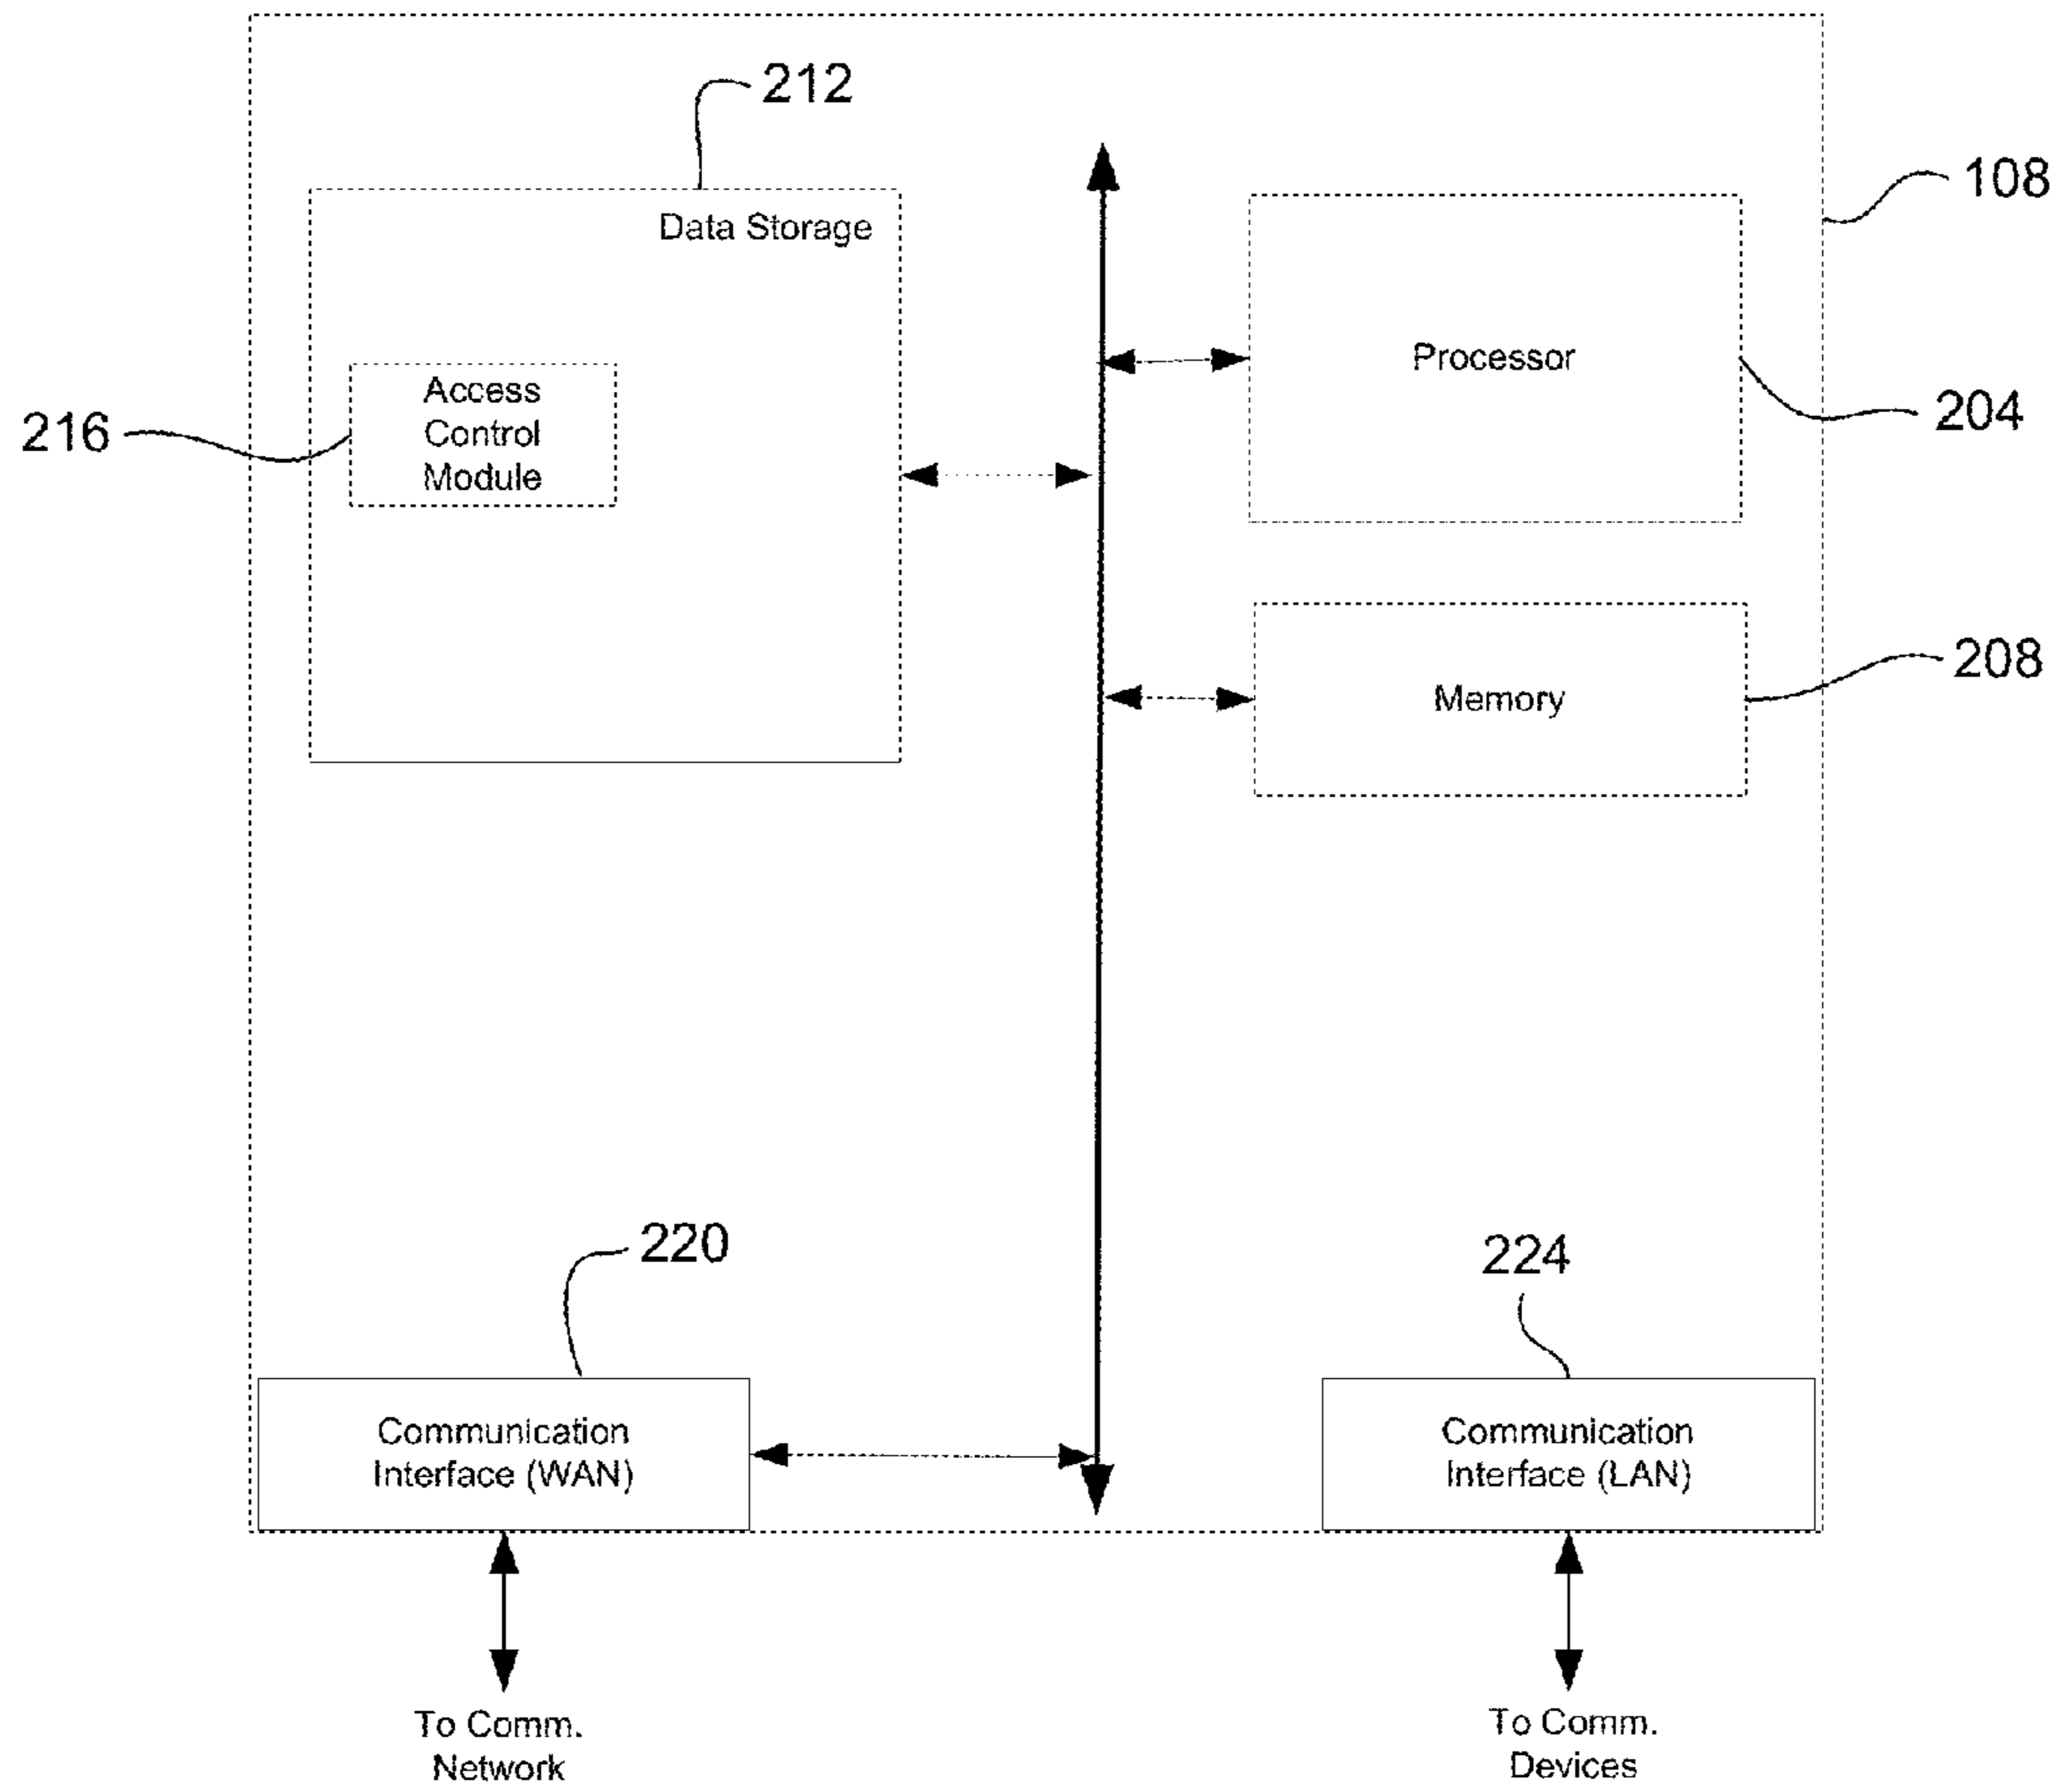 212
108
Data Storage
Processor
Access
Control
Module
216
204
208
Memory
220
224
Communication
Interface (WAN)
Communication
Interface (LAN)
To Comm.
Network
To Comm.
Devices